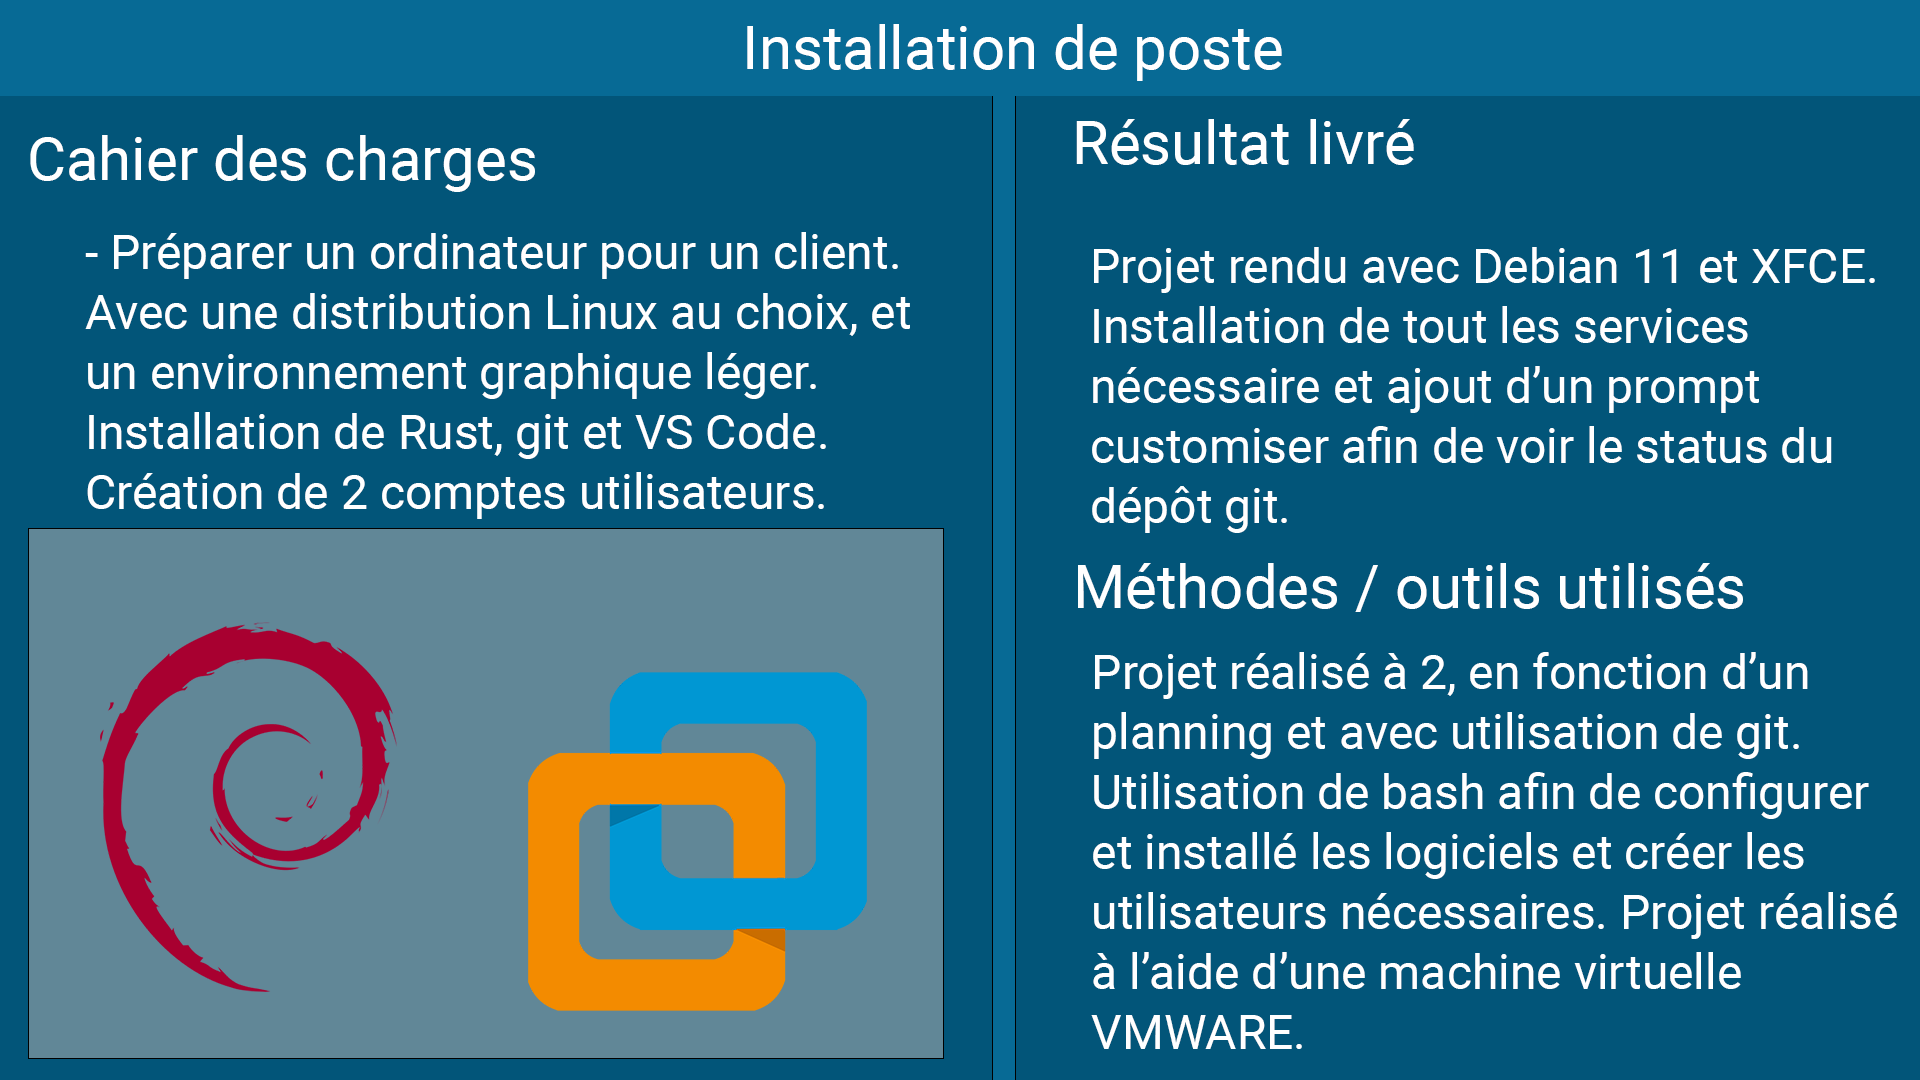 Installation de poste
Cahier des charges
- Préparer un ordinateur pour un client.
Avec une distribution Linux au choix, et
un environnement graphique léger.
Installation de Rust, git et VS Code.
Création de 2 comptes utilisateurs.
Résultat livré
Projet rendu avec Debian 11 et XFCE.
Installation de tout les services
nécessaire et ajout d’un prompt
customiser afin de voir le status du
dépôt git.
Méthodes / outils utilisés
Projet réalisé à 2, en fonction d’un
planning et avec utilisation de git.
Utilisation de bash afin de configurer
et installé les logiciels et créer les
utilisateurs nécessaires. Projet réalisé
à l’aide d’une machine virtuelle
VMWARE.